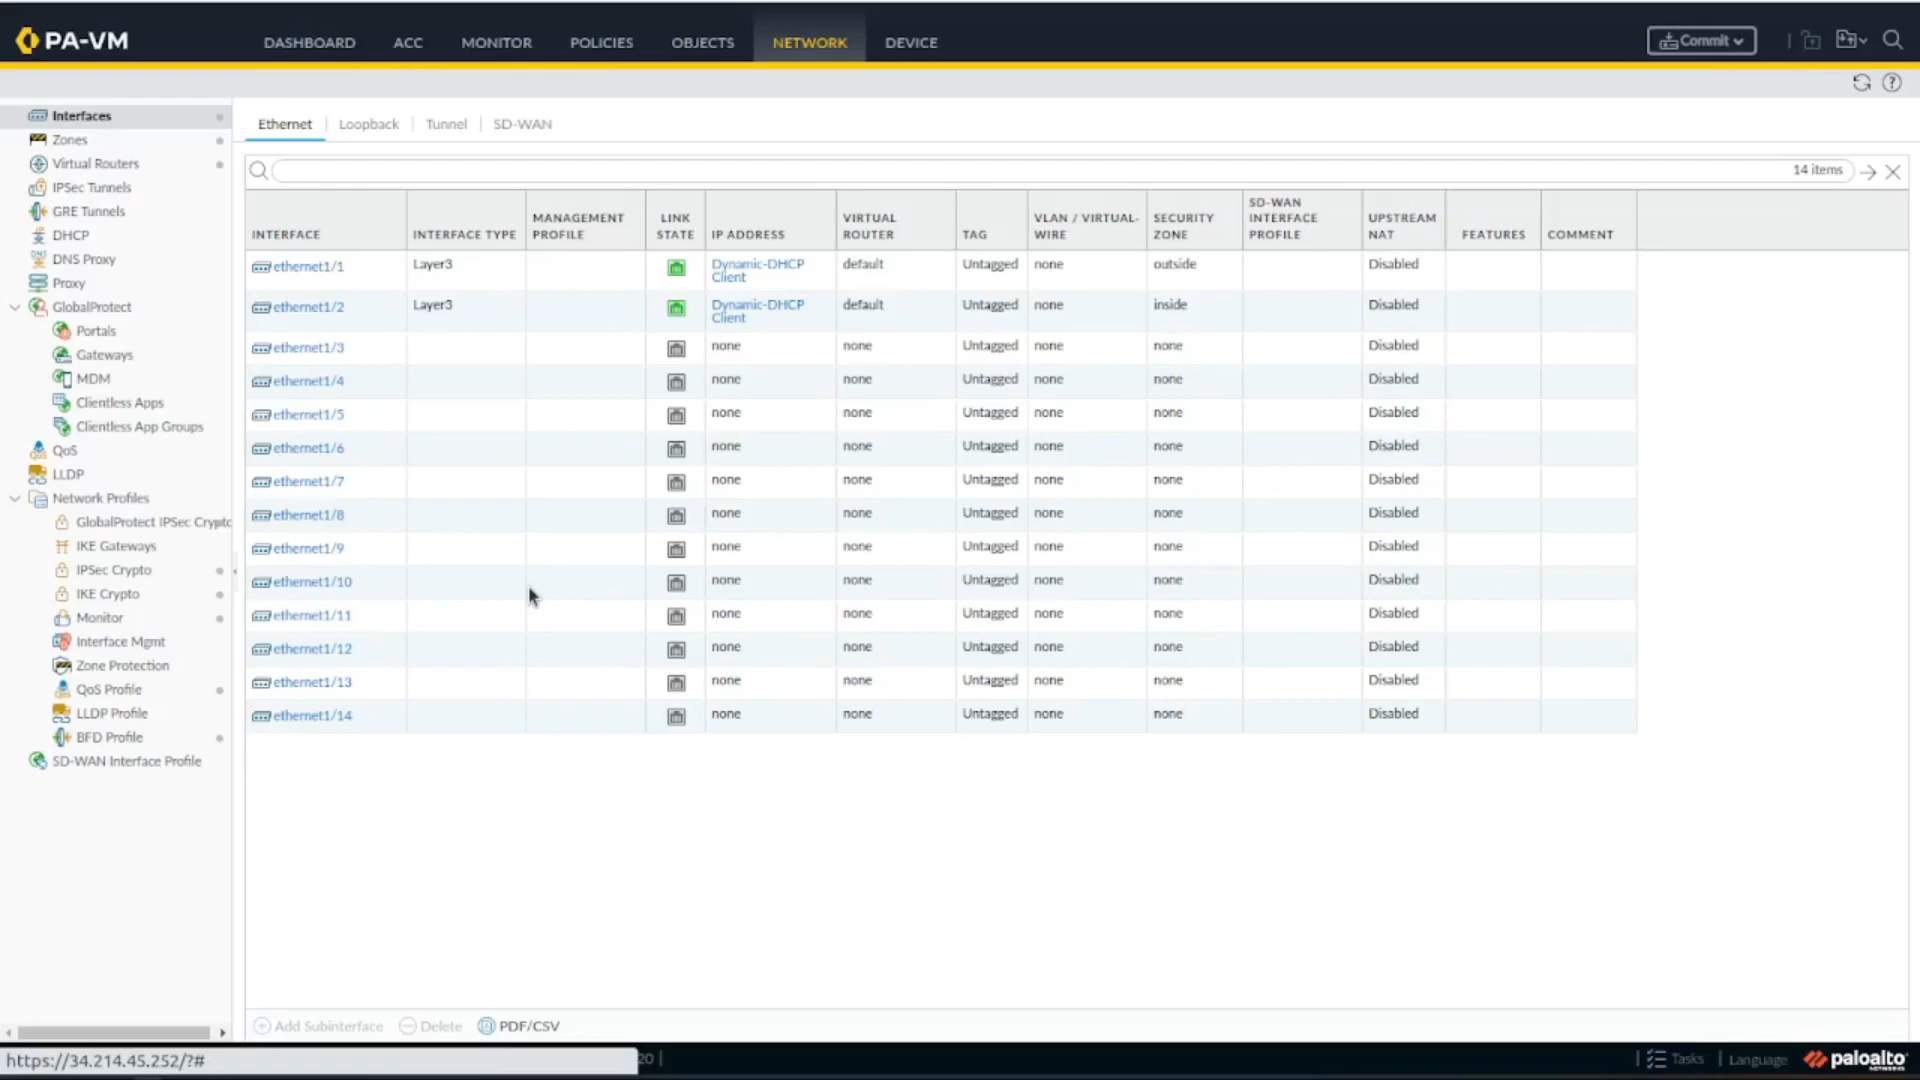 PA-VM
DASHBOARD ACC MONITOR POLICIES OBJECTS NETWORK DEVICE
Commit
Interfaces
Zones
Virtual Routers
IPSec Tunnels
GRE Tunnels
DHCP
DNS Proxy
Proxy
GlobalProtect
Portals
Gateways
MDM
Clientless Apps
Clientless App Groups
QoS
LLDP
Network Profiles
GlobalProtect IPSec Crypto
IKE Gateways
IPSec Crypto
IKE Crypto
Monitor
Interface Mgmt
Zone Protection
QoS Profile
LLDP Profile
BFD Profile
SD-WAN Interface Profile
Ethernet Loopback Tunnel SD-WAN
14 items
INTERFACE INTERFACE TYPE MANAGEMENT PROFILE LINK STATE IP ADDRESS VIRTUAL ROUTER TAG VLAN / VIRTUAL-WIRE SECURITY ZONE SD-WAN INTERFACE PROFILE UPSTREAM NAT FEATURES COMMENT
ethernet1/1 Layer3 Dynamic-DHCP Client default Untagged none outside Disabled
ethernet1/2 Layer3 Dynamic-DHCP Client default Untagged none inside Disabled
ethernet1/3 none none Untagged none none Disabled
ethernet1/4 none none Untagged none none Disabled
ethernet1/5 none none Untagged none none Disabled
ethernet1/6 none none Untagged none none Disabled
ethernet1/7 none none Untagged none none Disabled
ethernet1/8 none none Untagged none none Disabled
ethernet1/9 none none Untagged none none Disabled
ethernet1/10 none none Untagged none none Disabled
ethernet1/11 none none Untagged none none Disabled
ethernet1/12 none none Untagged none none Disabled
ethernet1/13 none none Untagged none none Disabled
ethernet1/14 none none Untagged none none Disabled
Add Subinterface Delete PDF/CSV
https://34.214.45.252/?# 20 | | Tasks | Language paloalto
NETWORKS